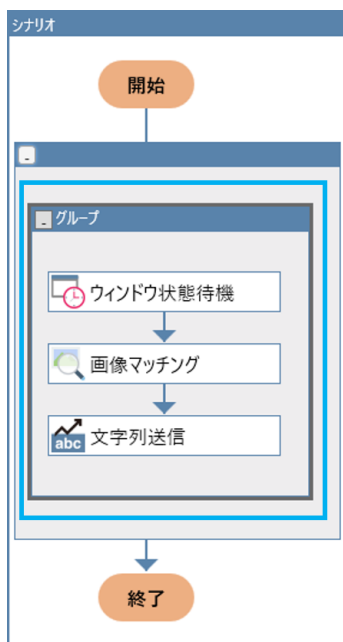 シナリオ
開始
グループ
ウィンドウ状態待機
画像マッチング
abc 文字列送信
終了